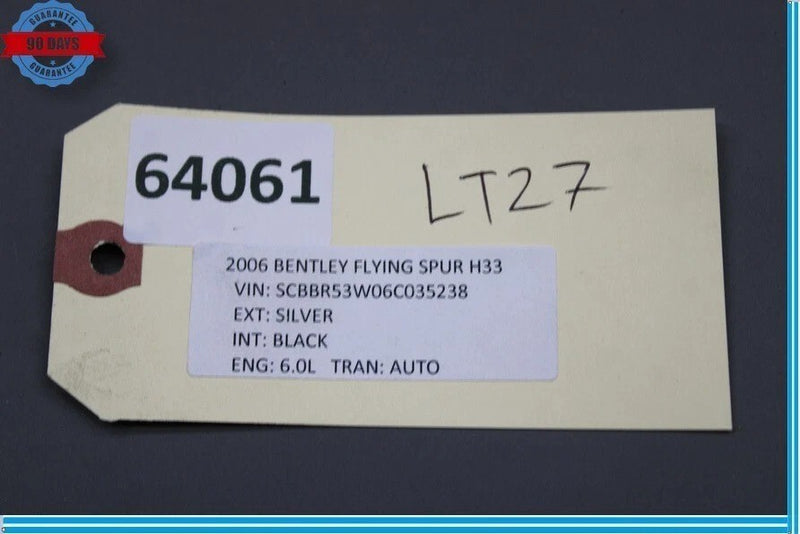 GUARANTEE
90 DAYS
GUARANTEE
64061
LT27
2006 BENTLEY FLYING SPUR H33
VIN: SCBBR53W06C035238
EXT: SILVER
INT: BLACK
ENG: 6.0L TRAN: AUTO